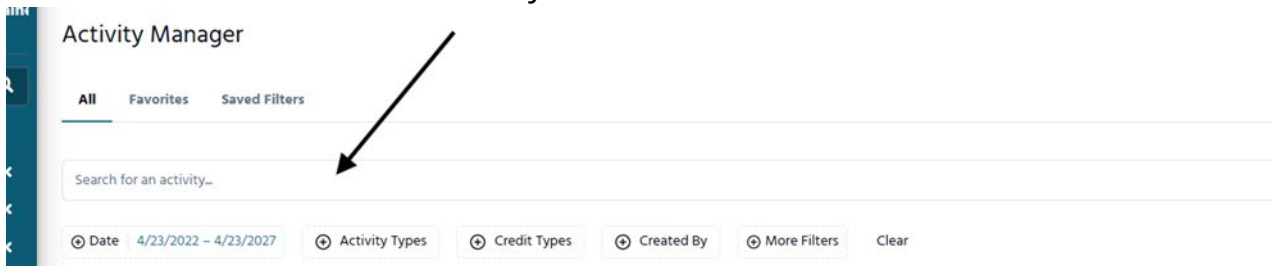 Activity Manager
All Favorites Saved Filters
Search for an activity...
Date 4/23/2022 – 4/23/2027 Activity Types Credit Types Created By More Filters Clear